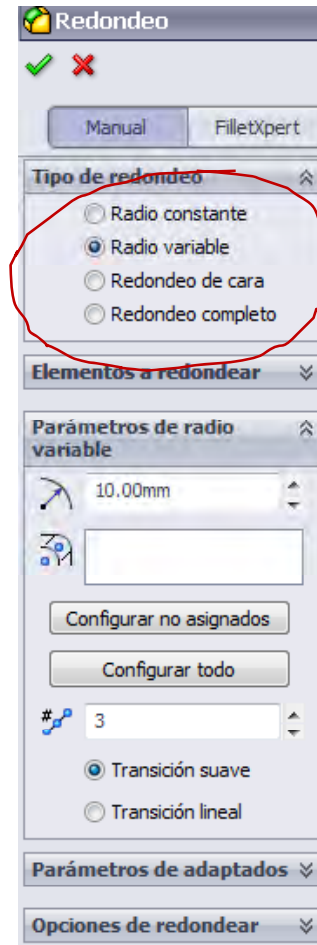 Redondeo
Manual FilletXpert
Tipo de redondeo
Radio constante
Radio variable
Redondeo de cara
Redondeo completo
Elementos a redondear
Parámetros de radio
variable
10.00mm
Configurar no asignados
Configurar todo
# 3
Transición suave
Transición lineal
Parámetros de adaptados
Opciones de redondear